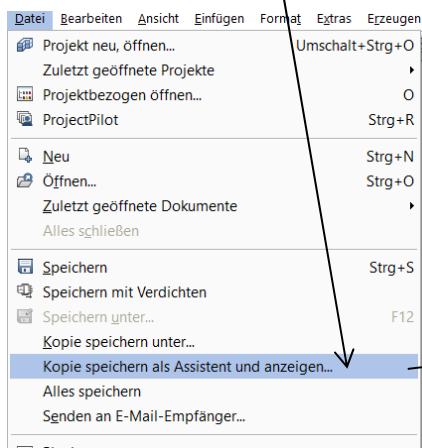 Datei Bearbeiten Ansicht Einfügen Format Extras Erzeugen
Projekt neu, öffnen... Umschalt+Strg+O
Zuletzt geöffnete Projekte
Projektbezogen öffnen... O
ProjectPilot Strg+R
Neu Strg+N
Öffnen... Strg+O
Zuletzt geöffnete Dokumente
Alles schließen
Speichern Strg+S
Speichern mit Verdichten
Speichern unter... F12
Kopie speichern unter...
Kopie speichern als Assistent und anzeigen...
Alles speichern
Senden an E-Mail-Empfänger...